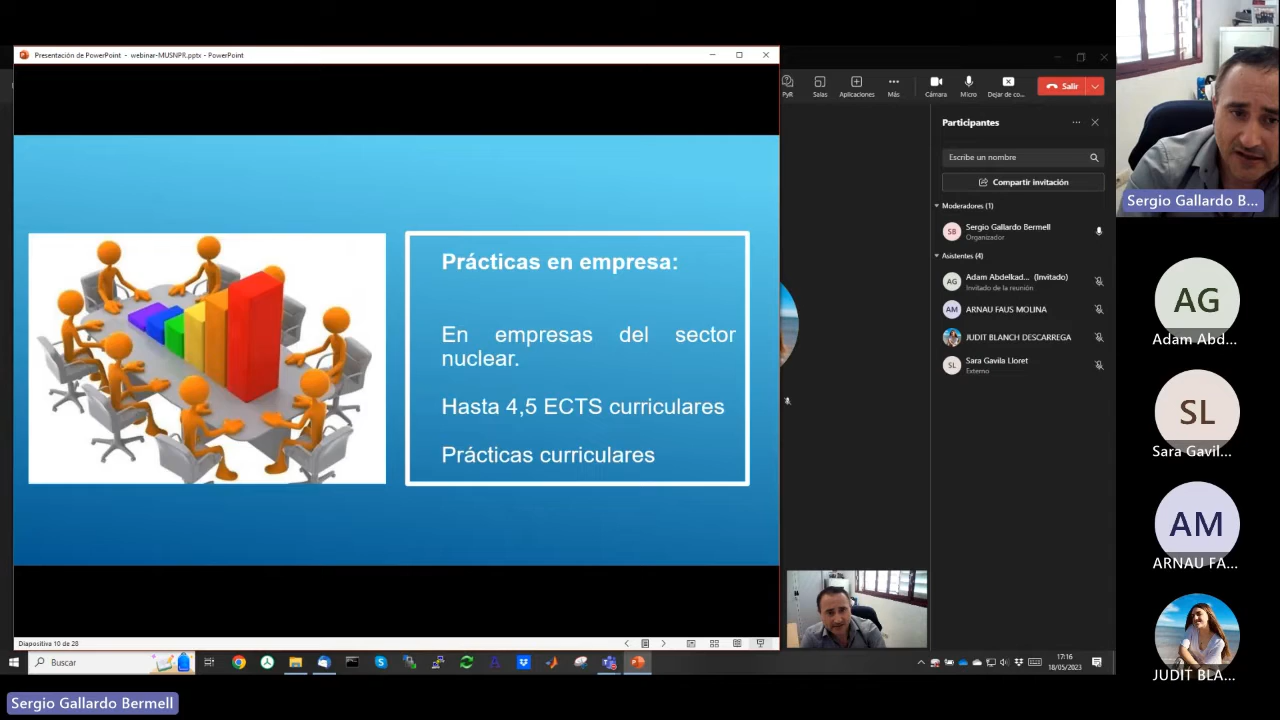 Presentación de PowerPoint - webinar-MUSNPR.pptx - PowerPoint
Prácticas en empresa:
En empresas del sector
nuclear.
Hasta 4,5 ECTS curriculares
Prácticas curriculares
Diapositiva 10 de 28
PyR
Salas
Aplicaciones
Más
Cámara
Micro
Dejar de co...
Salir
Participantes
Escribe un nombre
Compartir invitación
Moderadores (1)
SB
Sergio Gallardo Bermell
Organizador
Asistentes (4)
AG
Adam Abdelkad... (Invitado)
Invitado de la reunión
AM
ARNAU FAUS MOLINA
JUDIT BLANCH DESCARREGA
SL
Sara Gavila Lloret
Externo
Buscar
17:16
18/05/2023
Sergio Gallardo B...
AG
Adam Abd...
SL
Sara Gavil...
AM
ARNAU FA...
JUDIT BLA...
Sergio Gallardo Bermell